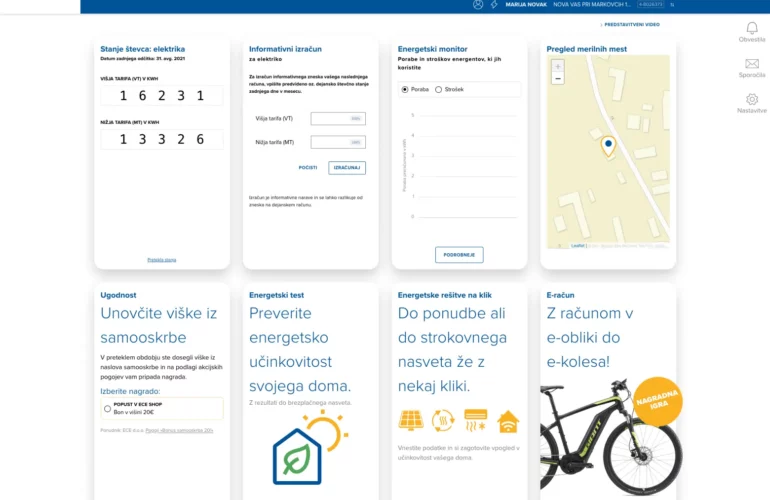 MARIJA NOVAK NOVA VAS PRI MARKOVCIH 1...
↓ PREDSTAVITVENI VIDEO
Obvestila
Sporočila
Nastavitve
Stanje števca: elektrika
Datum zadnjega odčitka: 31. avg. 2021
VIŠJA TARIFA (VT) V KWH
1 6 2 3 1
NIŽJA TARIFA (MT) V KWH
1 3 3 2 6
Pretekla stanja
Informativni izračun
za elektriko
Za izračun informativnega zneska vašega naslednjega
računa, vpišite predvideno oz. dejansko številčno stanje
zadnjega dne v mesecu.
Višja tarifa (VT)
kWh
Nižja tarifa (MT)
kWh
POČISTI IZRAČUNAJ
Izračun je informativne narave in se lahko razlikuje od
zneska na dejanskem računu.
Energetski monitor
Poraba in stroškov energentov, ki jih
koristite
Poraba Strošek
5
4
3
2
1
0
PODROBNEJE
Pregled merilnih mest
+
−
Leaflet
Ugodnost
Unovčite viške iz
samooskrbe
V preteklem obdobju ste dosegli viške iz
naslova samooskrbe in na podlagi akcijskih
pogojev vam pripada nagrada.
Izberite nagrado:
POPUST V ECE SHOP
Bon v višini 20€
Ponudnik: ECE d.o.o. Pogoji »Bonus samooskrba 20«
Energetski test
Preverite
energetsko
učinkovitost
svojega doma.
Z rezultati do brezplačnega nasveta.
Energetske rešitve na klik
Do ponudbe ali
do strokovnega
nasveta že z
nekaj kliki.
Vnesite podatke in si zagotovite vpogled v
učinkovitost vašega doma.
E-račun
Z računom v
e-obliki do
e-kolesa!
NAGRADNA
IGRA